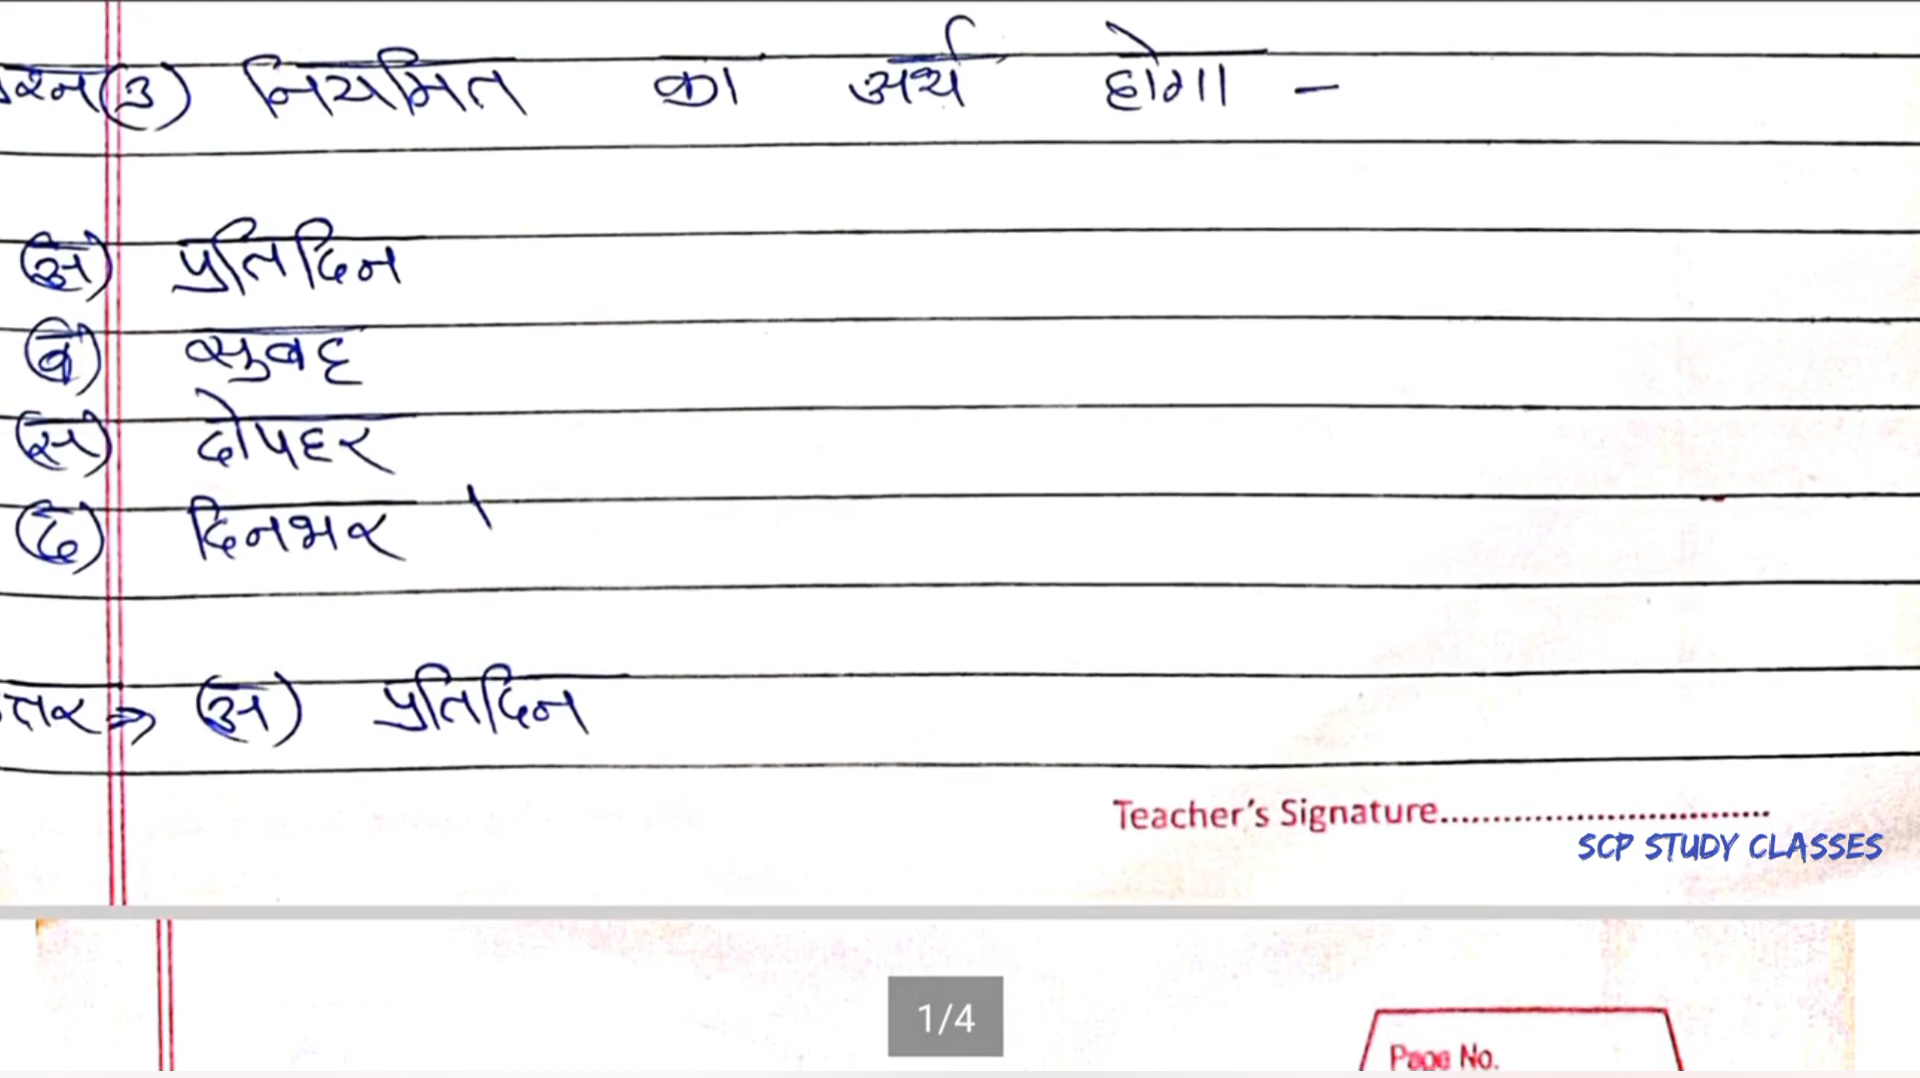 प्रश्न(3) नियमित का अर्थ होगा -
(अ) प्रतिदिन
(ब) सुबह
(स) दोपहर
(द) दिनभर ।
उत्तर ⇒ (अ) प्रतिदिन
Teacher's Signature..............................
SCP STUDY CLASSES
1/4
Page No.